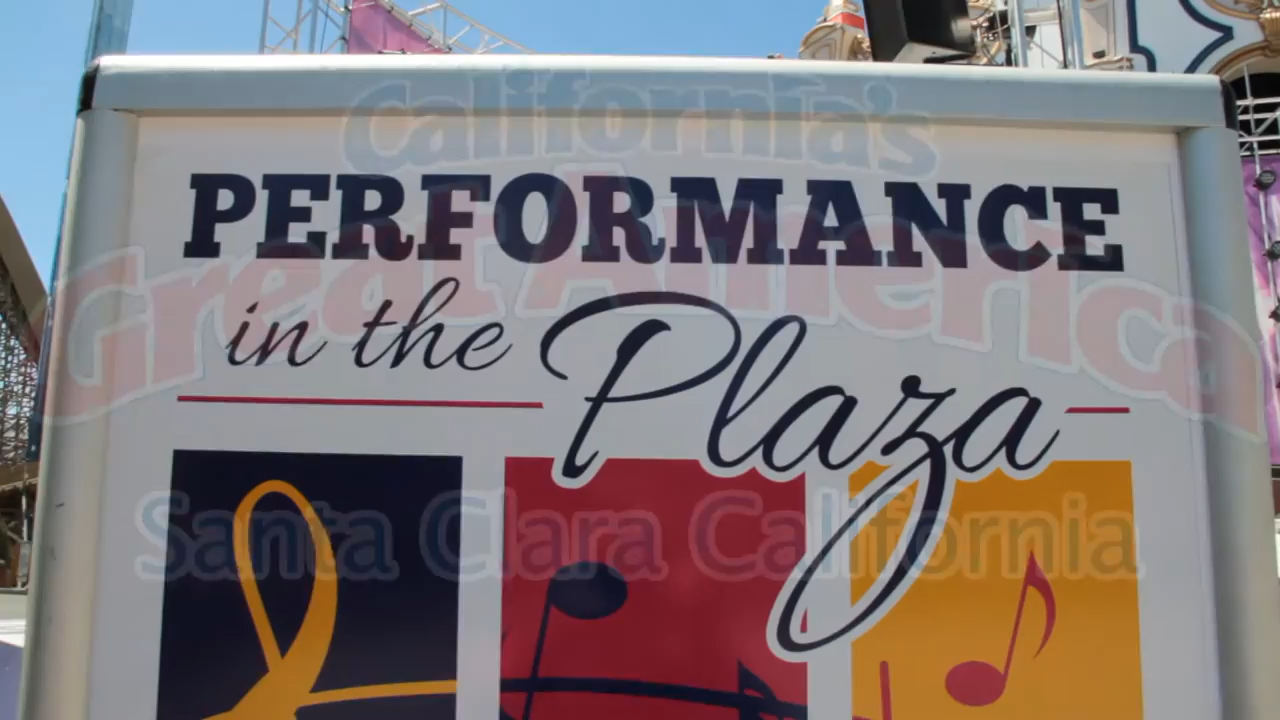 California's
PERFORMANCE
Great America
in the Plaza
Santa Clara California